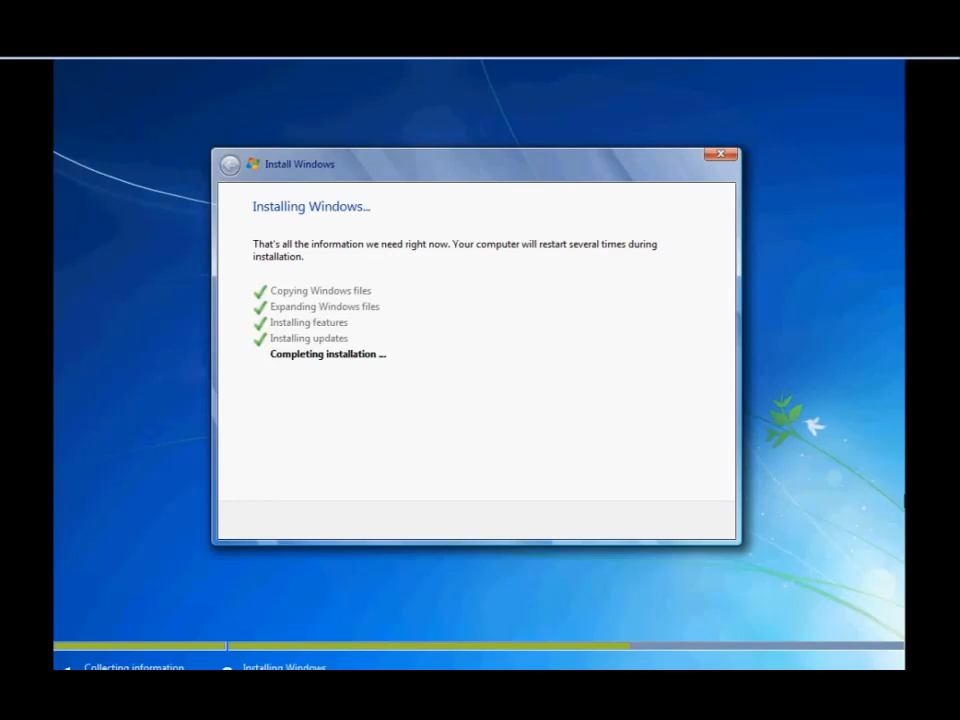 Install Windows
Installing Windows...
That's all the information we need right now. Your computer will restart several times during
installation.
Copying Windows files
Expanding Windows files
Installing features
Installing updates
Completing installation ...
Collecting information
Installing Windows